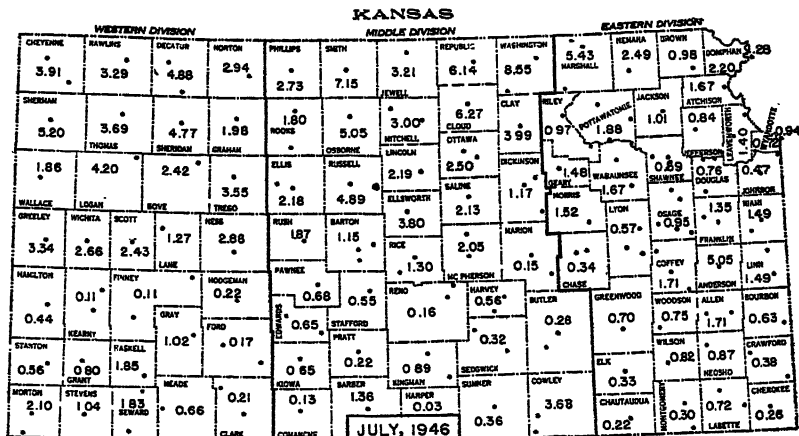 KANSAS
WESTERN DIVISION MIDDLE DIVISION EASTERN DIVISION
CHEYENNE RAWLINS DECATUR NORTON PHILLIPS SMITH REPUBLIC WASHINGTON NEMAHA BROWN DONIPHAN
3.91 3.29 4.88 2.94 2.73 7.15 3.21 6.14 8.55 5.43 2.49 0.98 2.20 .28
JEWELL MARSHALL
SHERMAN 1.80 3.00 6.27 CLAY RILEY POTTAWATOMIE JACKSON 1.67
ATCHISON
5.20 3.69 4.77 1.98 ROOKS 5.05 MITCHELL CLOUD 3.99 0.97 1.88 1.01 0.84 LEAVENWORTH 1.40 WYANDOTTE 0.94
THOMAS SHERIDAN GRAHAM OSBORNE LINCOLN OTTAWA JEFFERSON
1.86 4.20 2.42 ELLIS RUSSELL 2.19 2.50 DICKINSON 1.48 WABAUNSEE 0.89 0.76 0.47
3.55 2.18 4.89 SALINE 1.17 GEARY 1.67 SHAWNEE DOUGLAS JOHNSON
WALLACE LOGAN GOVE TREGO ELLSWORTH 2.13 MORRIS LYON OSAGE 1.35 MIAMI
GREELEY WICHITA SCOTT 1.27 NESS RUSH BARTON 3.80 MARION 1.52 0.57 0.95 1.49
3.34 2.66 2.43 LANE 2.88 1.87 1.15 RICE 2.05 FRANKLIN
HAMILTON FINNEY HODGEMAN PAWNEE 1.30 MC PHERSON 0.15 0.34 COFFEY 5.05 LINN
0.11 0.11 0.22 0.68 0.55 RENO HARVEY CHASE 1.71 ANDERSON 1.49
0.44 KEARNY GRAY FORD EDWARDS 0.65 STAFFORD 0.16 0.56 BUTLER GREENWOOD WOODSON ALLEN BOURBON
STANTON HASKELL 1.02 0.17 PRATT 0.32 0.28 0.70 0.75 1.71 0.63
0.56 0.80 1.85 0.65 0.22 0.89 SEDGWICK ELK WILSON 0.82 0.87 CRAWFORD
GRANT MEADE KIOWA BARBER KINGMAN SUMNER COWLEY 0.33 NEOSHO 0.38
MORTON STEVENS 1.83 0.66 0.21 0.13 1.36 HARPER 3.68 CHAUTAUQUA MONTGOMERY 0.72 CHEROKEE
2.10 1.04 SEWARD CLARK COMANCHE 0.03 0.36 0.22 0.30 LABETTE 0.26
JULY, 1946